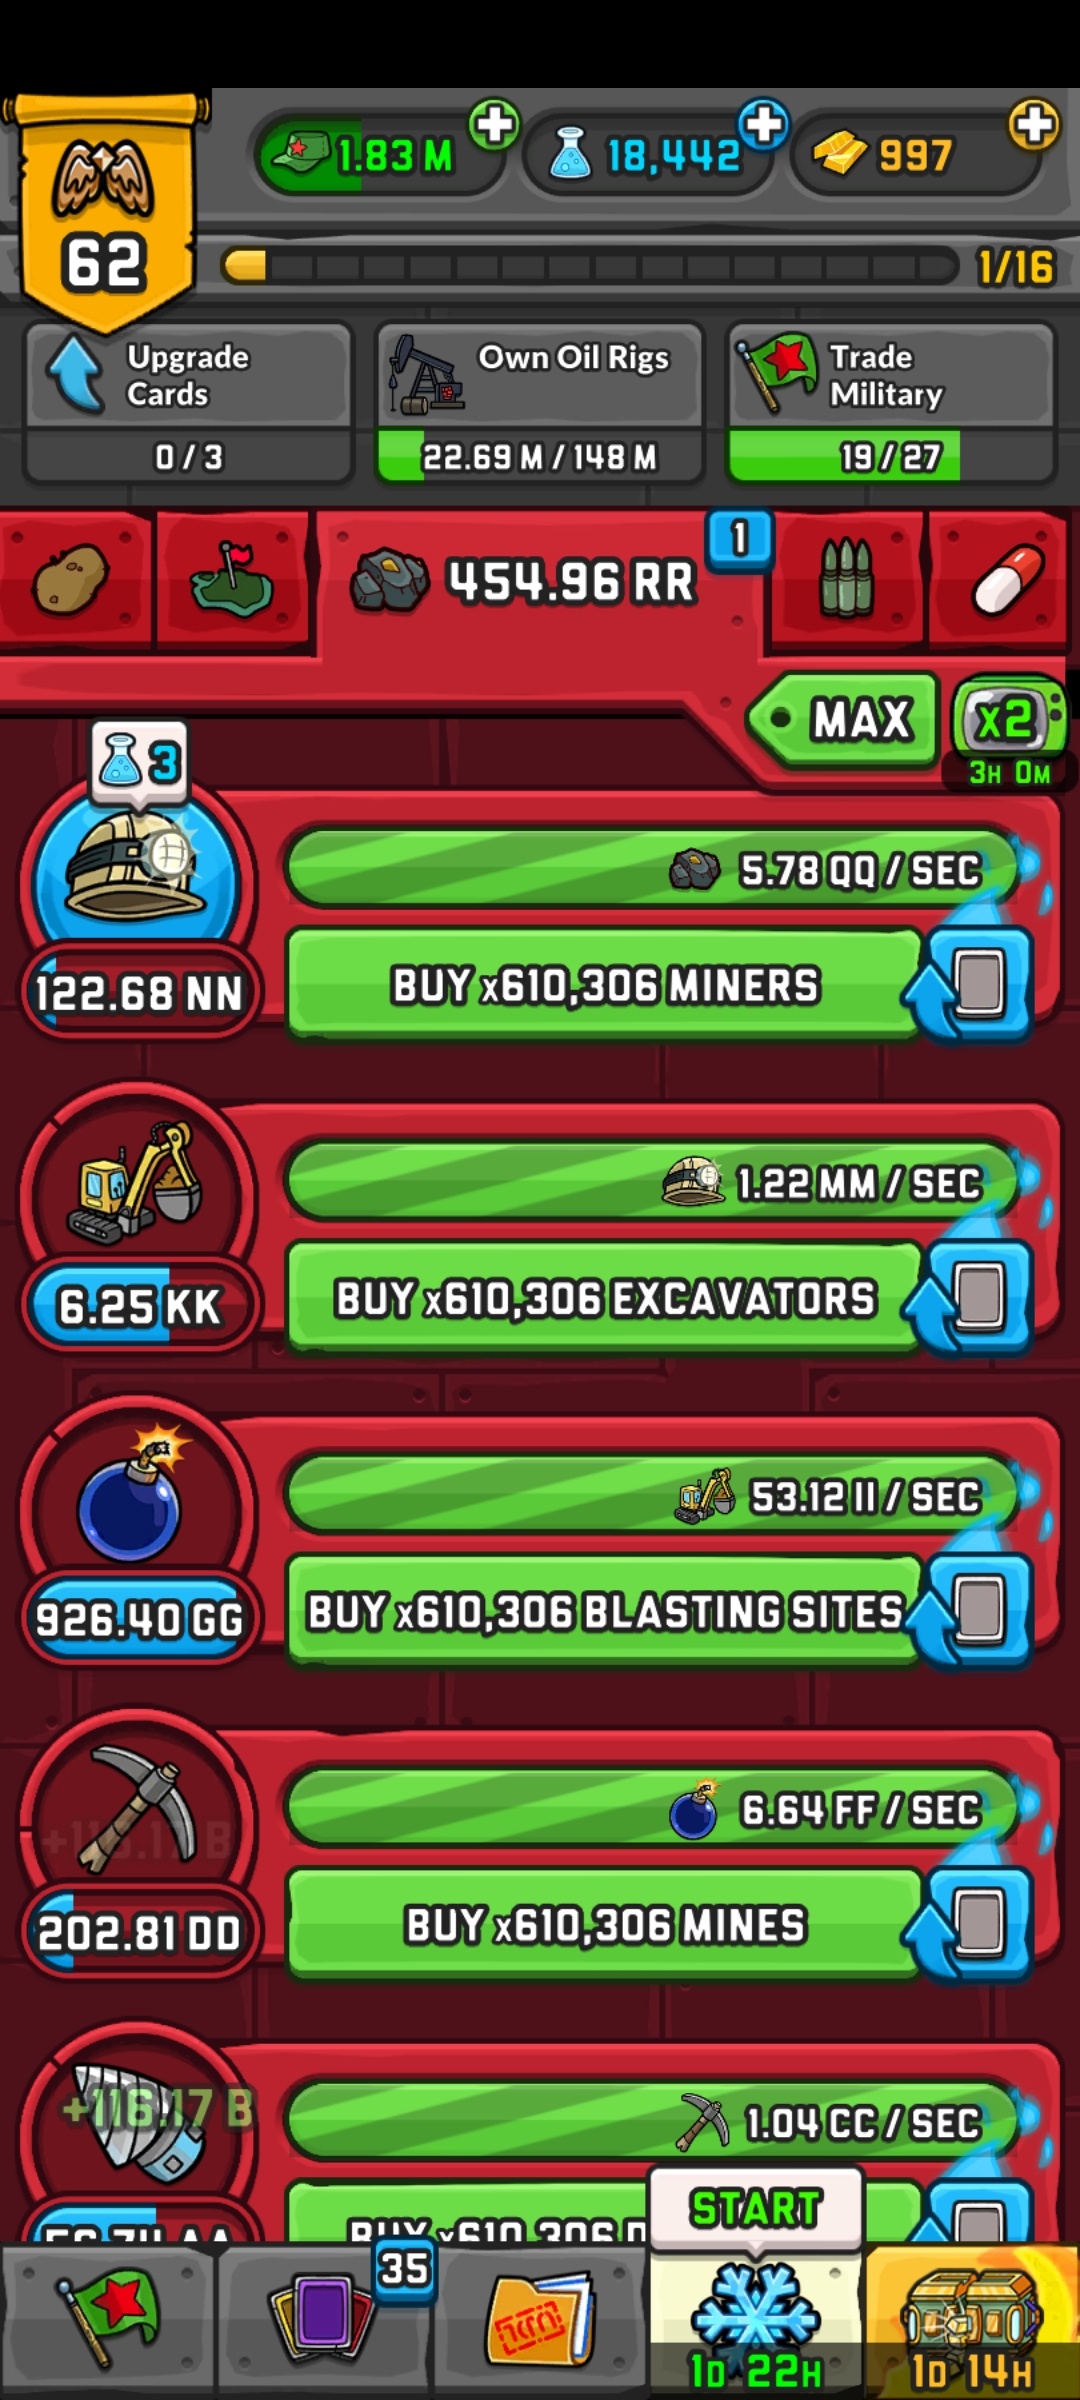 1.83 M
18,442
997
62
1/16
Upgrade
Cards
Own Oil Rigs
Trade
Military
0 / 3
22.69 M / 148 M
19 / 27
454.96 RR
1
MAX
x2
3H 0M
3
5.78 QQ / SEC
122.68 NN
BUY x610,306 MINERS
1.22 MM / SEC
6.25 KK
BUY x610,306 EXCAVATORS
53.12 II / SEC
926.40 GG
BUY x610,306 BLASTING SITES
6.64 FF / SEC
202.81 DD
BUY x610,306 MINES
+116.17 B
1.04 CC / SEC
START
BUY x610,306
35
1D 22H
1D 14H